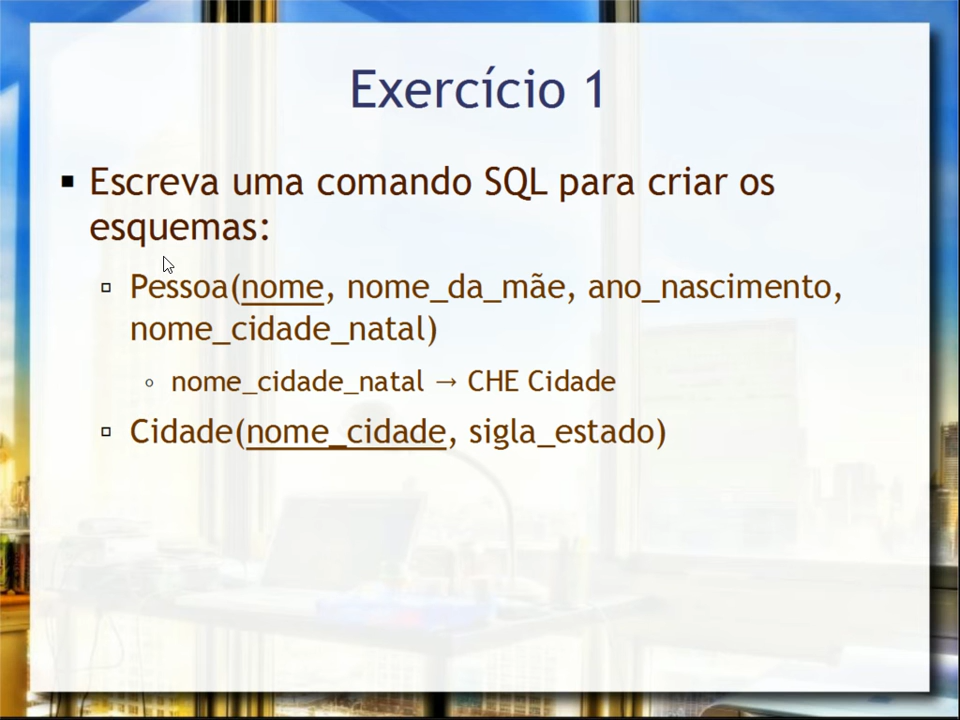 Exercício 1
Escreva uma comando SQL para criar os
esquemas:
Pessoa(nome, nome_da_mãe, ano_nascimento,
nome_cidade_natal)
nome_cidade_natal → CHE Cidade
Cidade(nome_cidade, sigla_estado)